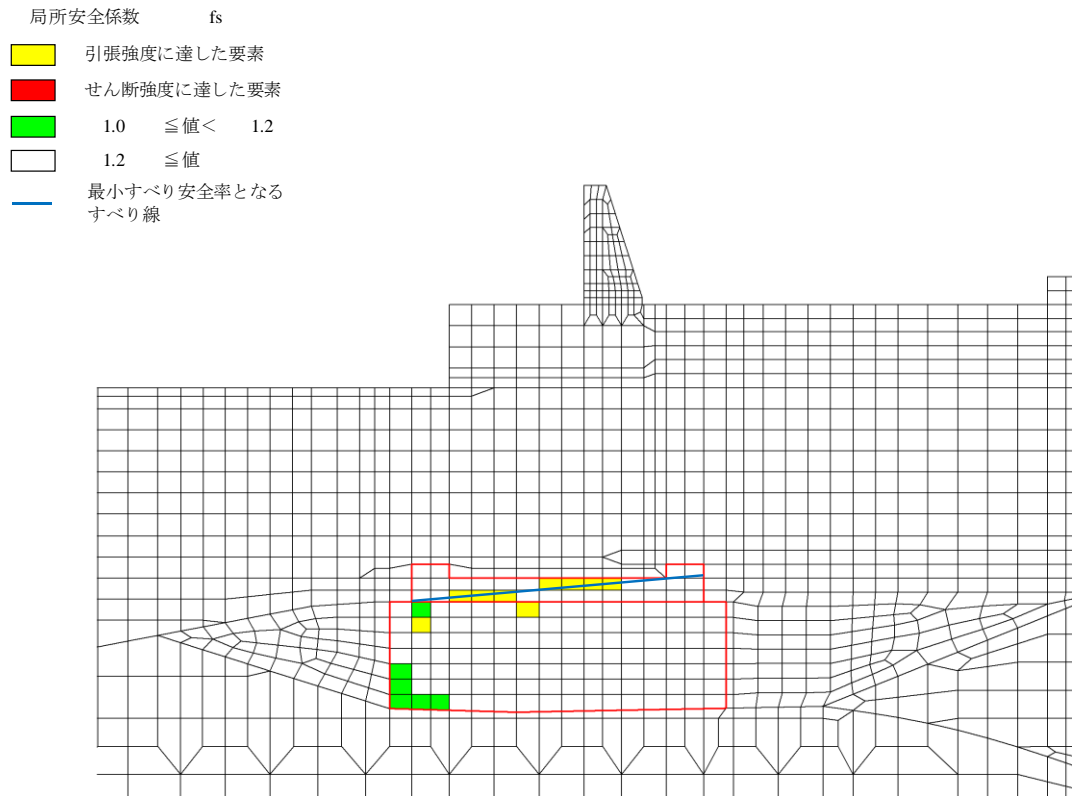 局所安全係数 fs
引張強度に達した要素
せん断強度に達した要素
1.0 ≦値＜ 1.2
1.2 ≦値
最小すべり安全率となる
すべり線